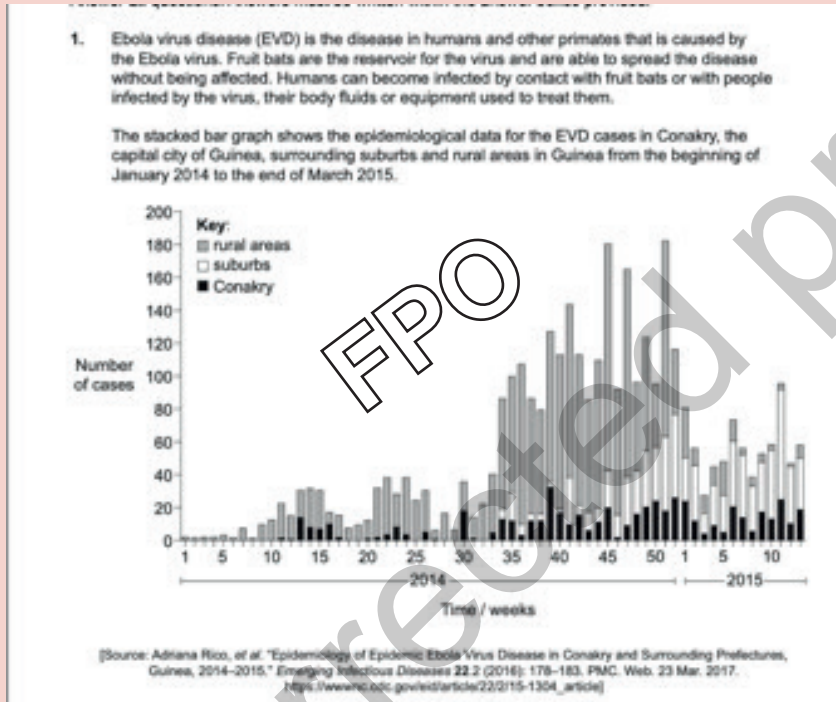 1. Ebola virus disease (EVD) is the disease in humans and other primates that is caused by
the Ebola virus. Fruit bats are the reservoir for the virus and are able to spread the disease
without being affected. Humans can become infected by contact with fruit bats or with people
infected by the virus, their body fluids or equipment used to treat them.
The stacked bar graph shows the epidemiological data for the EVD cases in Conakry, the
capital city of Guinea, surrounding suburbs and rural areas in Guinea from the beginning of
January 2014 to the end of March 2015.
200
180
160
140
120
100
80
60
40
20
0
Number
of cases
Key:
rural areas
suburbs
Conakry
FPO
1 5 10 15 20 25 30 35 40 45 50 1 5 10
2014 2015
Time / weeks
[Source: Adriana Rico, et al. "Epidemiology of Epidemic Ebola Virus Disease in Conakry and Surrounding Prefectures,
Guinea, 2014–2015." Emerging Infectious Diseases 22.2 (2016): 178–183. PMC. Web. 23 Mar. 2017.
https://wwwnc.cdc.gov/eid/article/22/2/15-1304_article]
rrected p